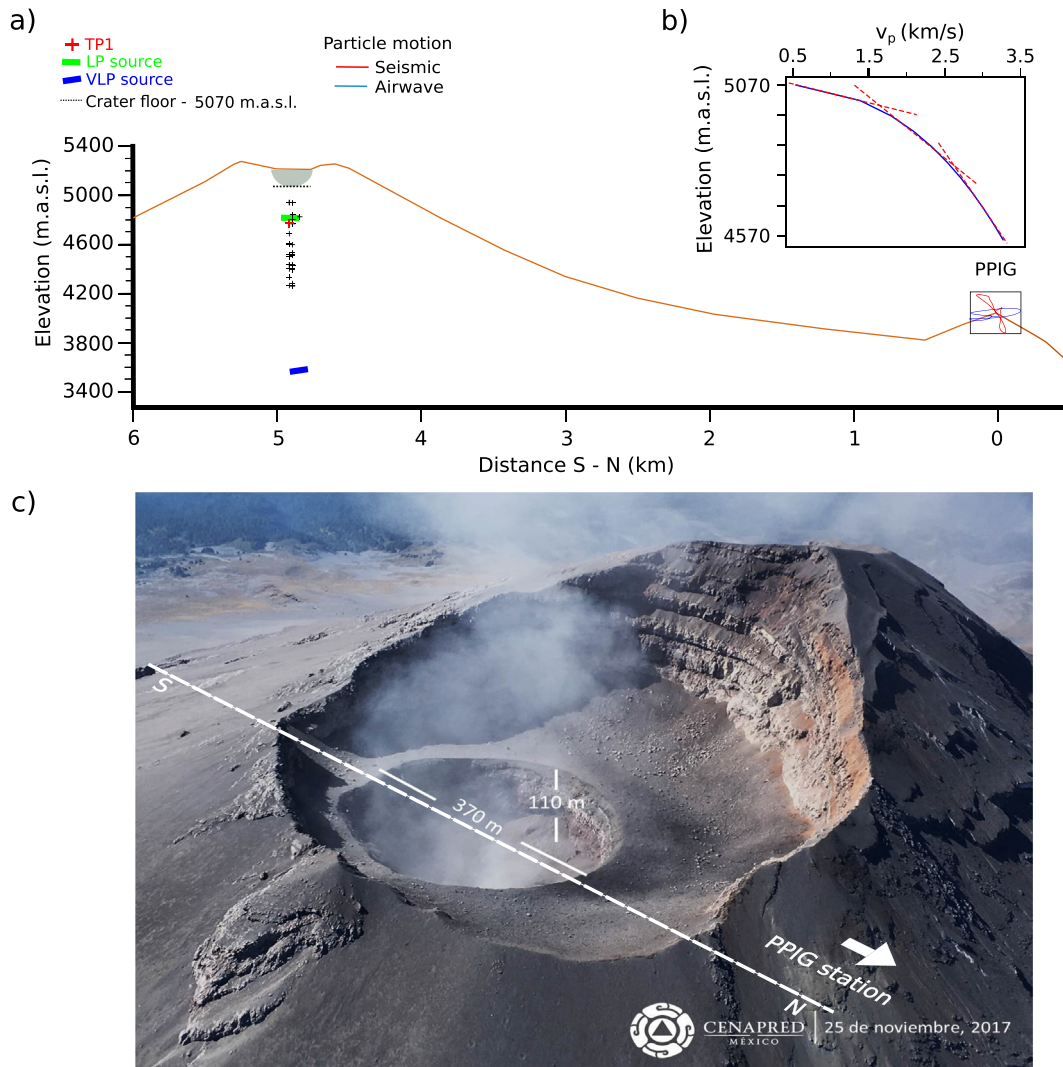 a)
TP1
LP source
VLP source
Crater floor - 5070 m.a.s.l.
Particle motion
Seismic
Airwave
Elevation (m.a.s.l.)
5400
5000
4600
4200
3800
3400
6
5
4
3
2
1
0
Distance S - N (km)
PPIG
b)
vp (km/s)
0.5
1.5
2.5
3.5
Elevation (m.a.s.l.)
5070
4570
c)
S
370 m
110 m
PPIG station
N
CENAPRED
MÉXICO
25 de noviembre, 2017